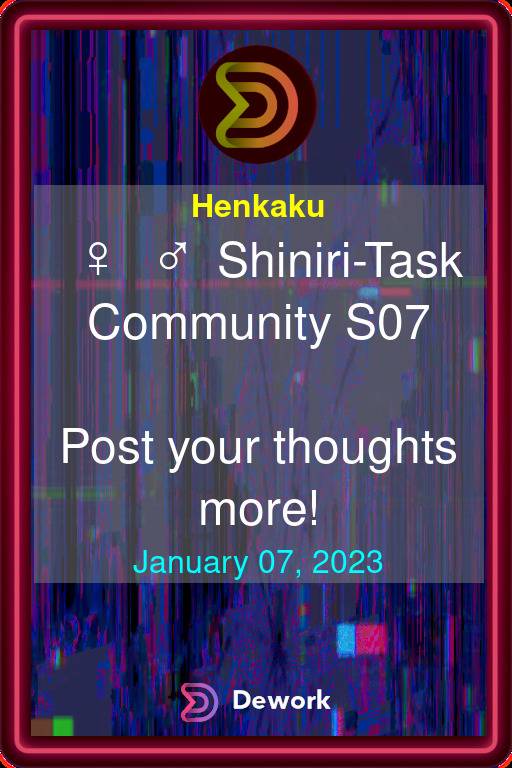 Henkaku
♀ ♂ Shiniri-Task
Community S07
Post your thoughts
more!
January 07, 2023
Dework